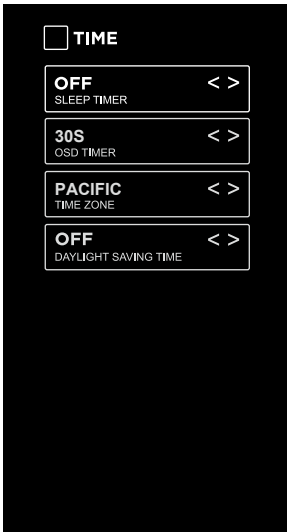 TIME
OFF < >
SLEEP TIMER
30S < >
OSD TIMER
PACIFIC < >
TIME ZONE
OFF < >
DAYLIGHT SAVING TIME